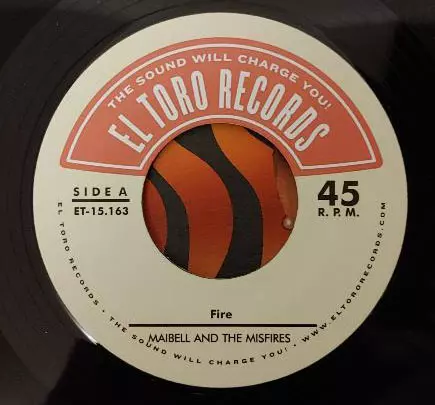 THE SOUND WILL CHARGE YOU!
EL TORO RECORDS
SIDE A
ET-15.163
45
R. P. M.
Fire
MAIBELL AND THE MISFIRES
EL TORO RECORDS • THE SOUND WILL CHARGE YOU! • WWW.ELTORORECORDS.COM